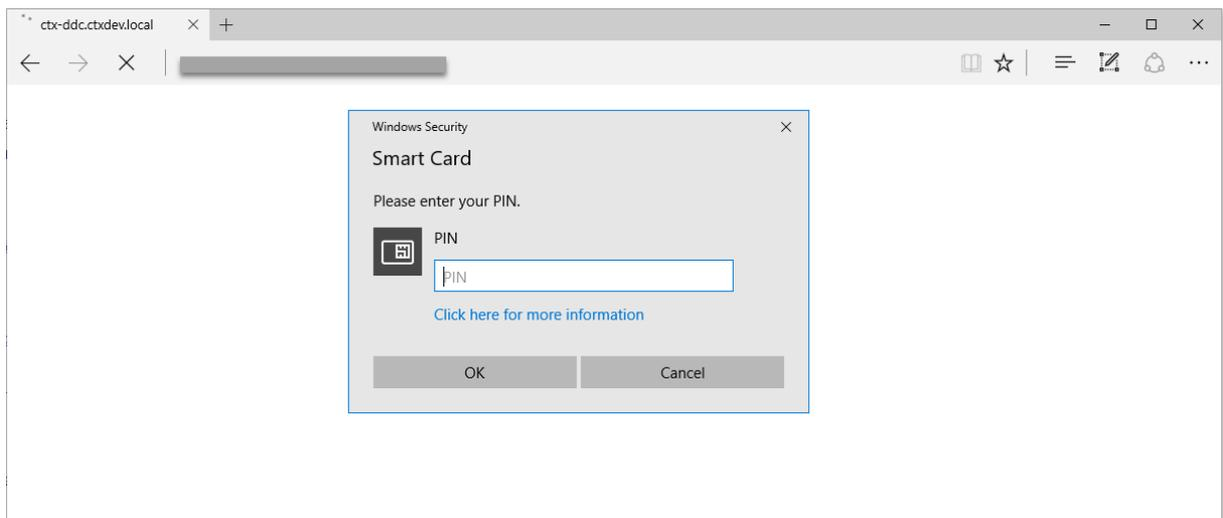 ctx-ddc.ctxdev.local
Windows Security
Smart Card
Please enter your PIN.
PIN
PIN
Click here for more information
OK Cancel